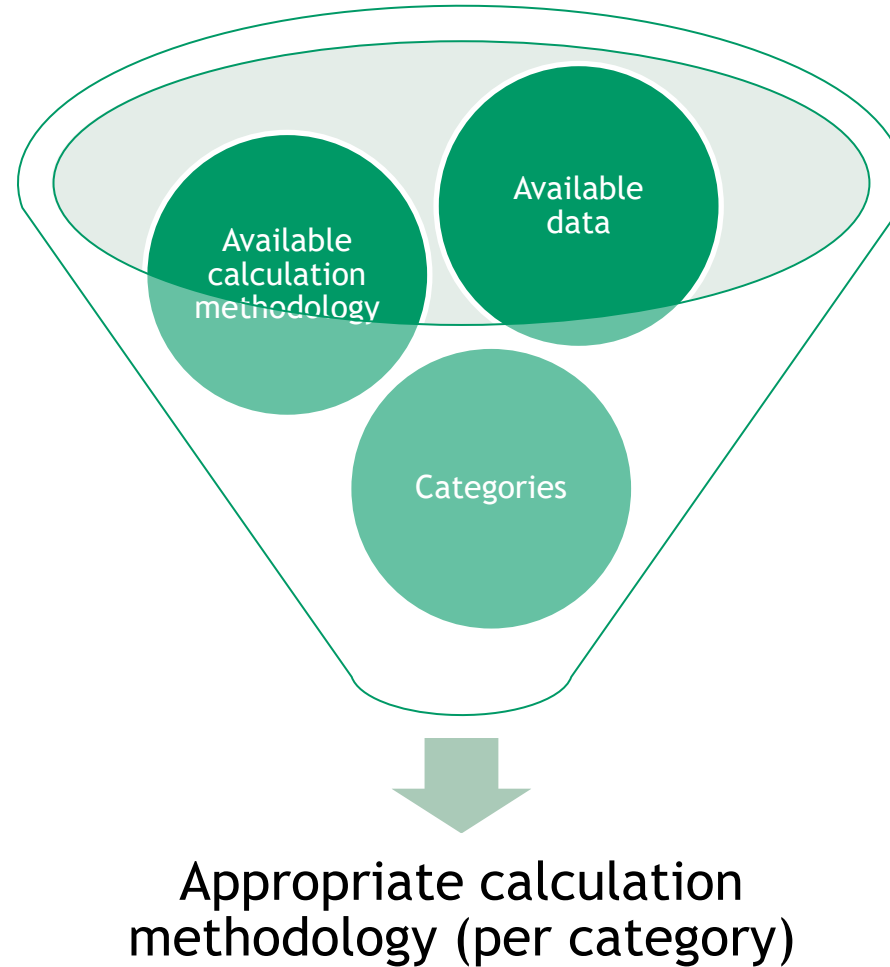 Available
data
Available
calculation
methodology
Categories
Appropriate calculation
methodology (per category)